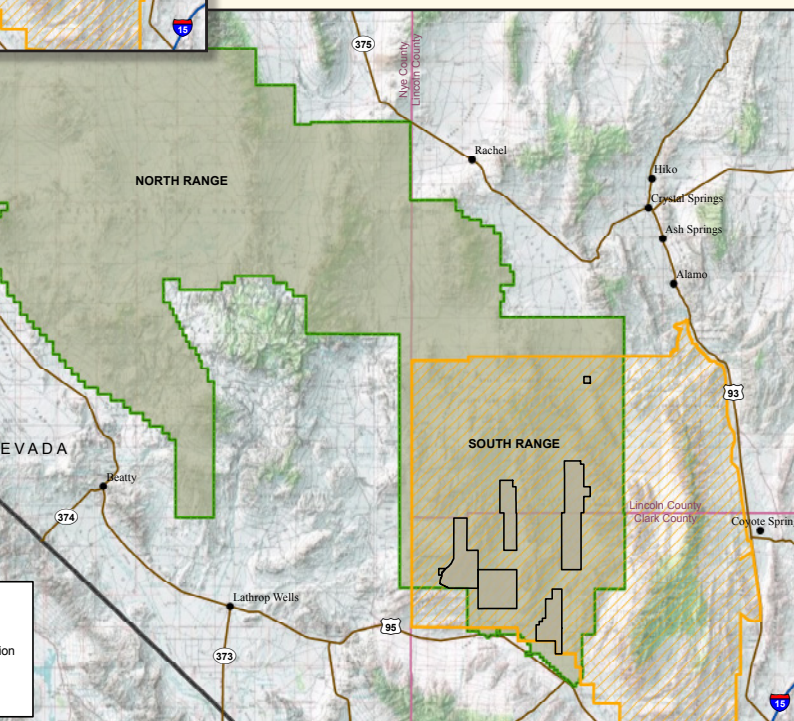 15
375
Nye County
Lincoln County
Rachel
NORTH RANGE
Hiko
Crystal Springs
Ash Springs
Alamo
93
SOUTH RANGE
EVADA
Beatty
374
Lincoln County
Clark County
Coyote Sprin
Lathrop Wells
95
ion
373
15